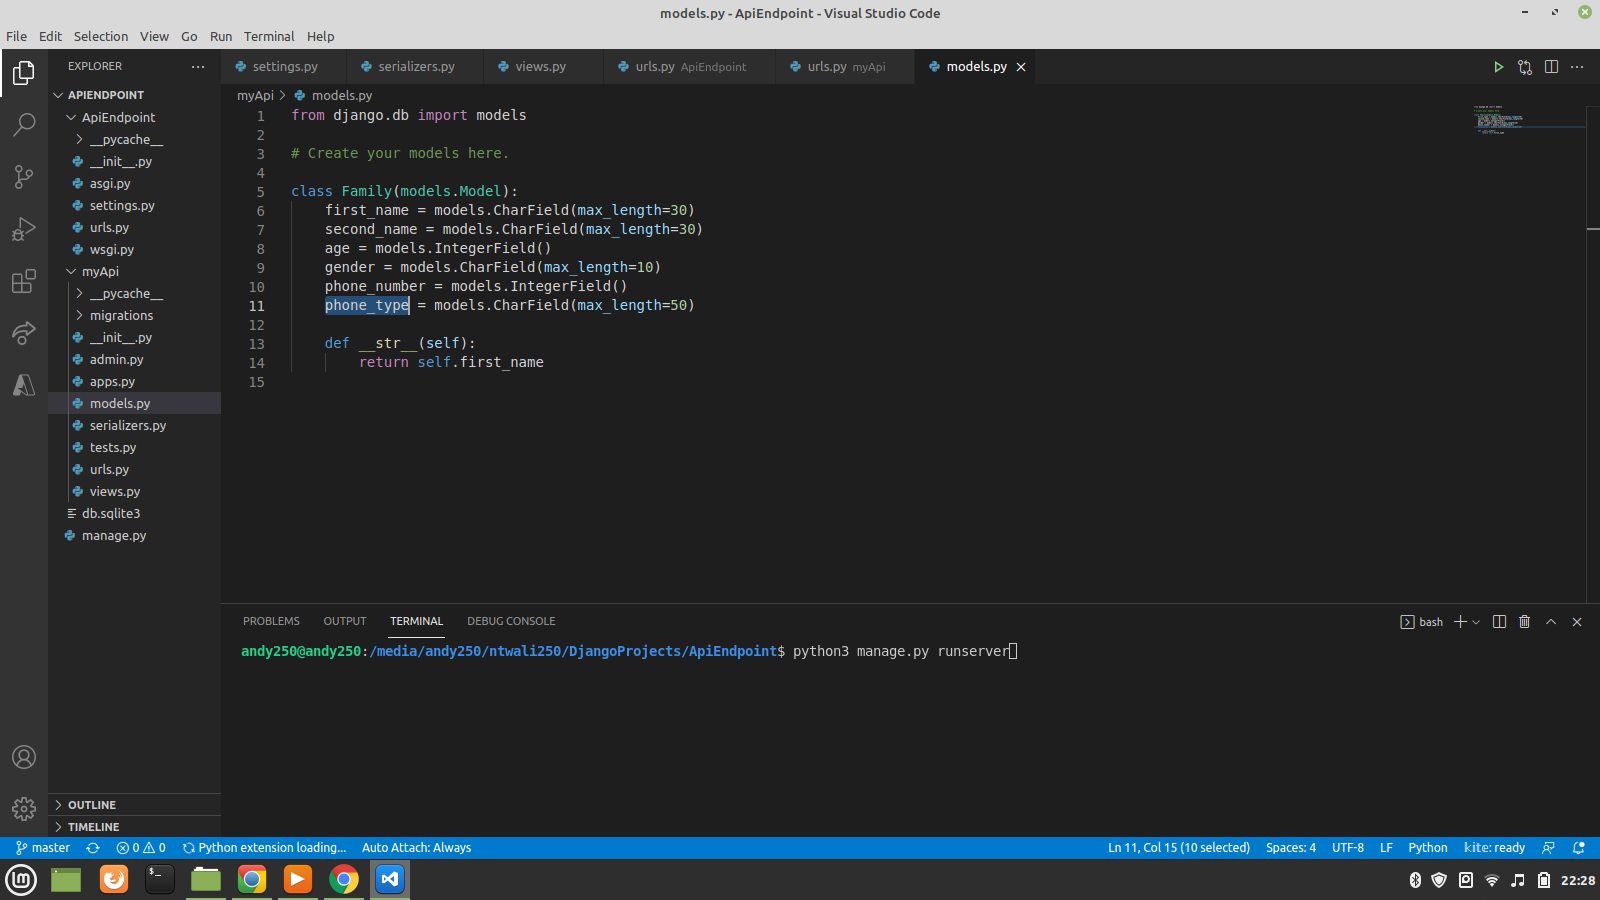 models.py - ApiEndpoint - Visual Studio Code
File Edit Selection View Go Run Terminal Help
EXPLORER
settings.py serializers.py views.py urls.py ApiEndpoint urls.py myApi models.py
APIENDPOINT
ApiEndpoint
__pycache__
__init__.py
asgi.py
settings.py
urls.py
wsgi.py
myApi
__pycache__
migrations
__init__.py
admin.py
apps.py
models.py
serializers.py
tests.py
urls.py
views.py
db.sqlite3
manage.py
OUTLINE
TIMELINE
myApi > models.py
1 from django.db import models
2
3 # Create your models here.
4
5 class Family(models.Model):
6 first_name = models.CharField(max_length=30)
7 second_name = models.CharField(max_length=30)
8 age = models.IntegerField()
9 gender = models.CharField(max_length=10)
10 phone_number = models.IntegerField()
11 phone_type = models.CharField(max_length=50)
12
13 def __str__(self):
14 return self.first_name
15
PROBLEMS OUTPUT TERMINAL DEBUG CONSOLE bash
andy250@andy250:/media/andy250/ntwali250/DjangoProjects/ApiEndpoint$ python3 manage.py runserver
master 0 0 Python extension loading... Auto Attach: Always Ln 11, Col 15 (10 selected) Spaces: 4 UTF-8 LF Python kite: ready
22:28